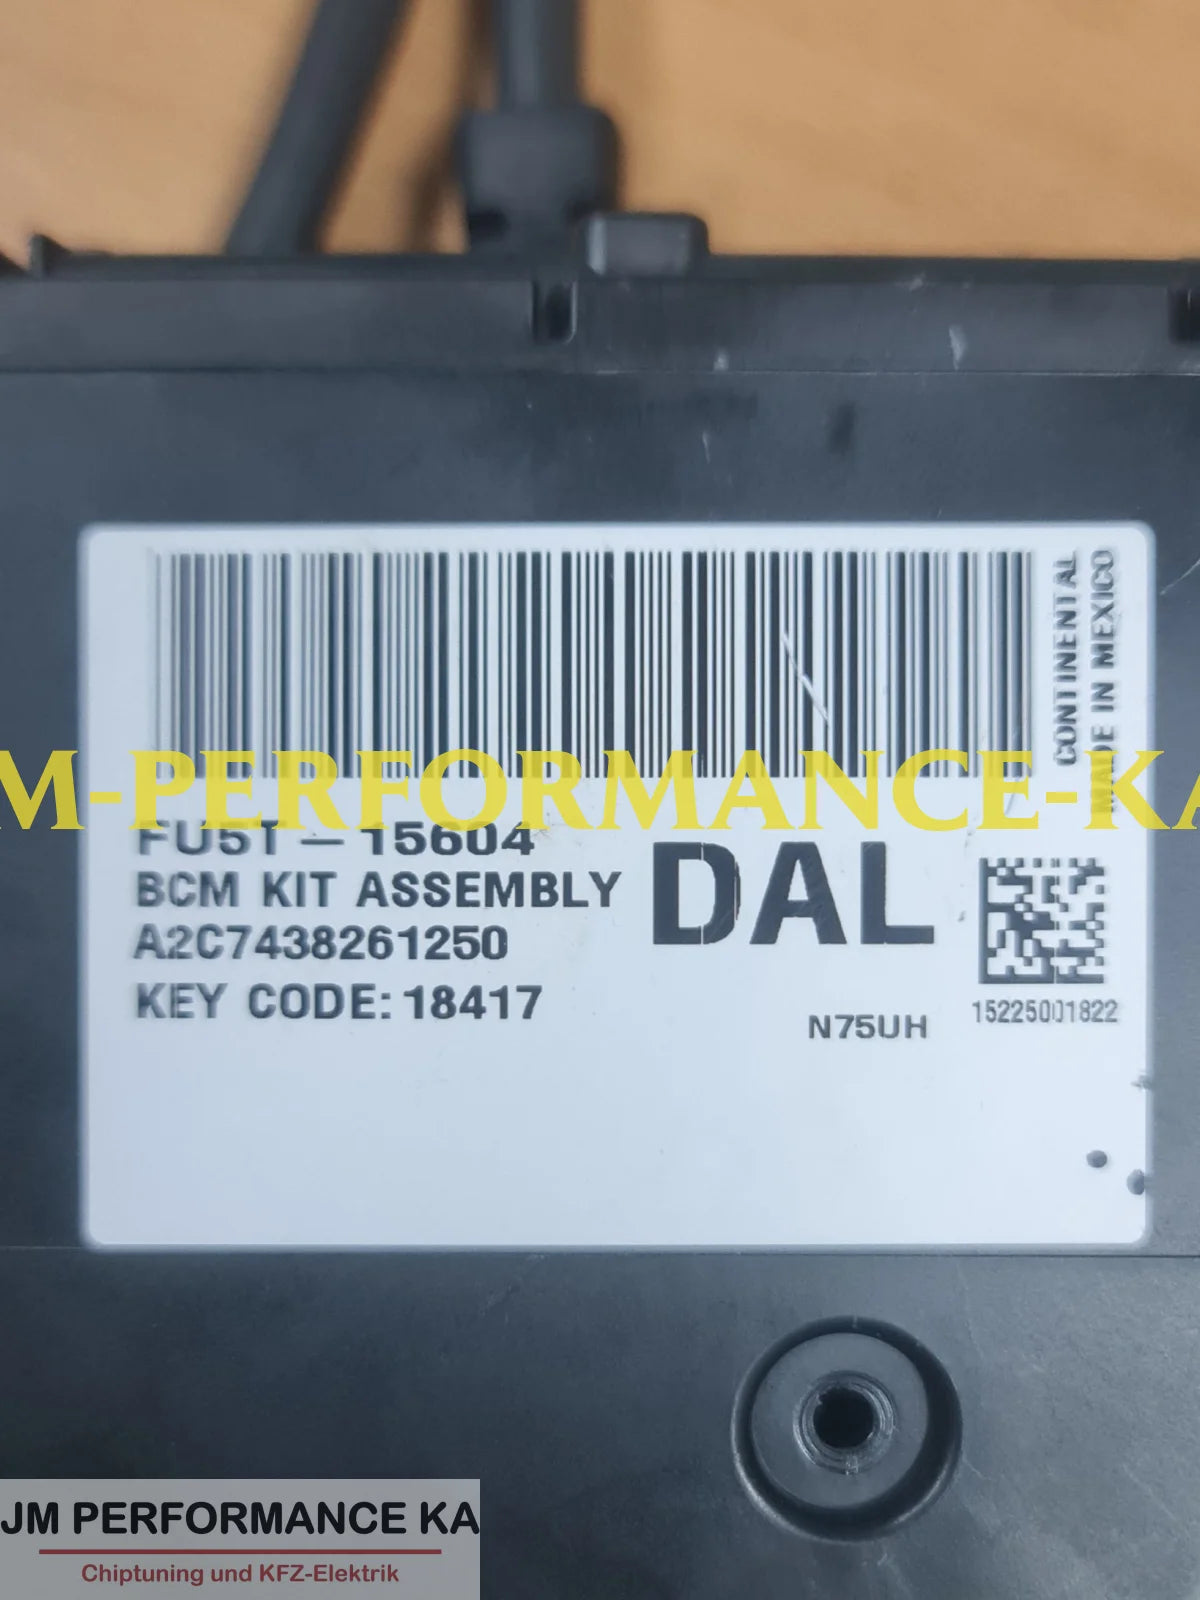 CONTINENTAL
MADE IN MEXICO
JM-PERFORMANCE-KA
FU5T-15604
BCM KIT ASSEMBLY
DAL
A2C7438261250
KEY CODE: 18417
N75UH
15225001822
JM PERFORMANCE KA
Chiptuning und KFZ-Elektrik